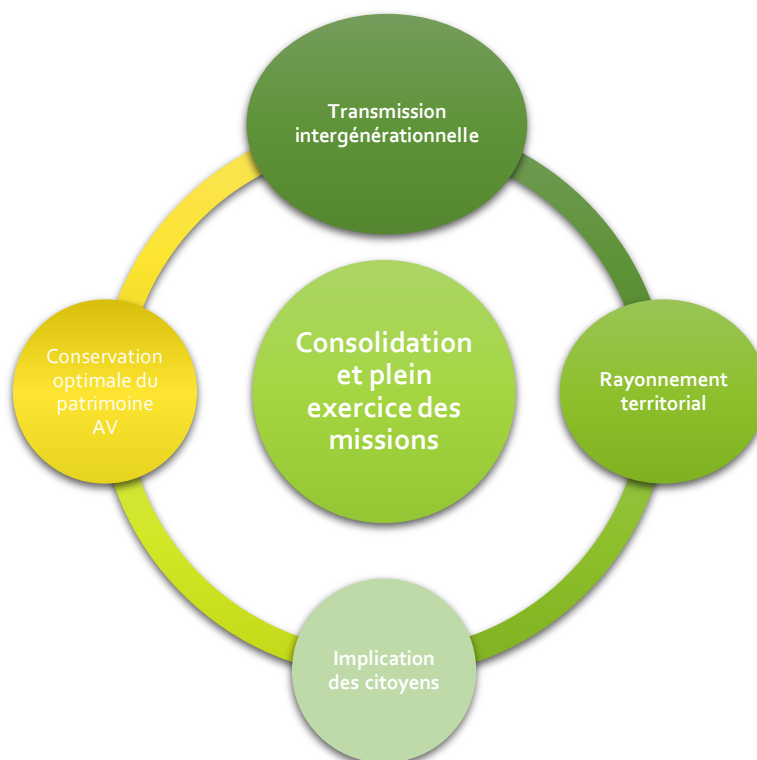 Transmission
intergénérationnelle
Consolidation
et plein
exercice des
missions
Conservation
optimale du
patrimoine
AV
Rayonnement
territorial
Implication
des citoyens